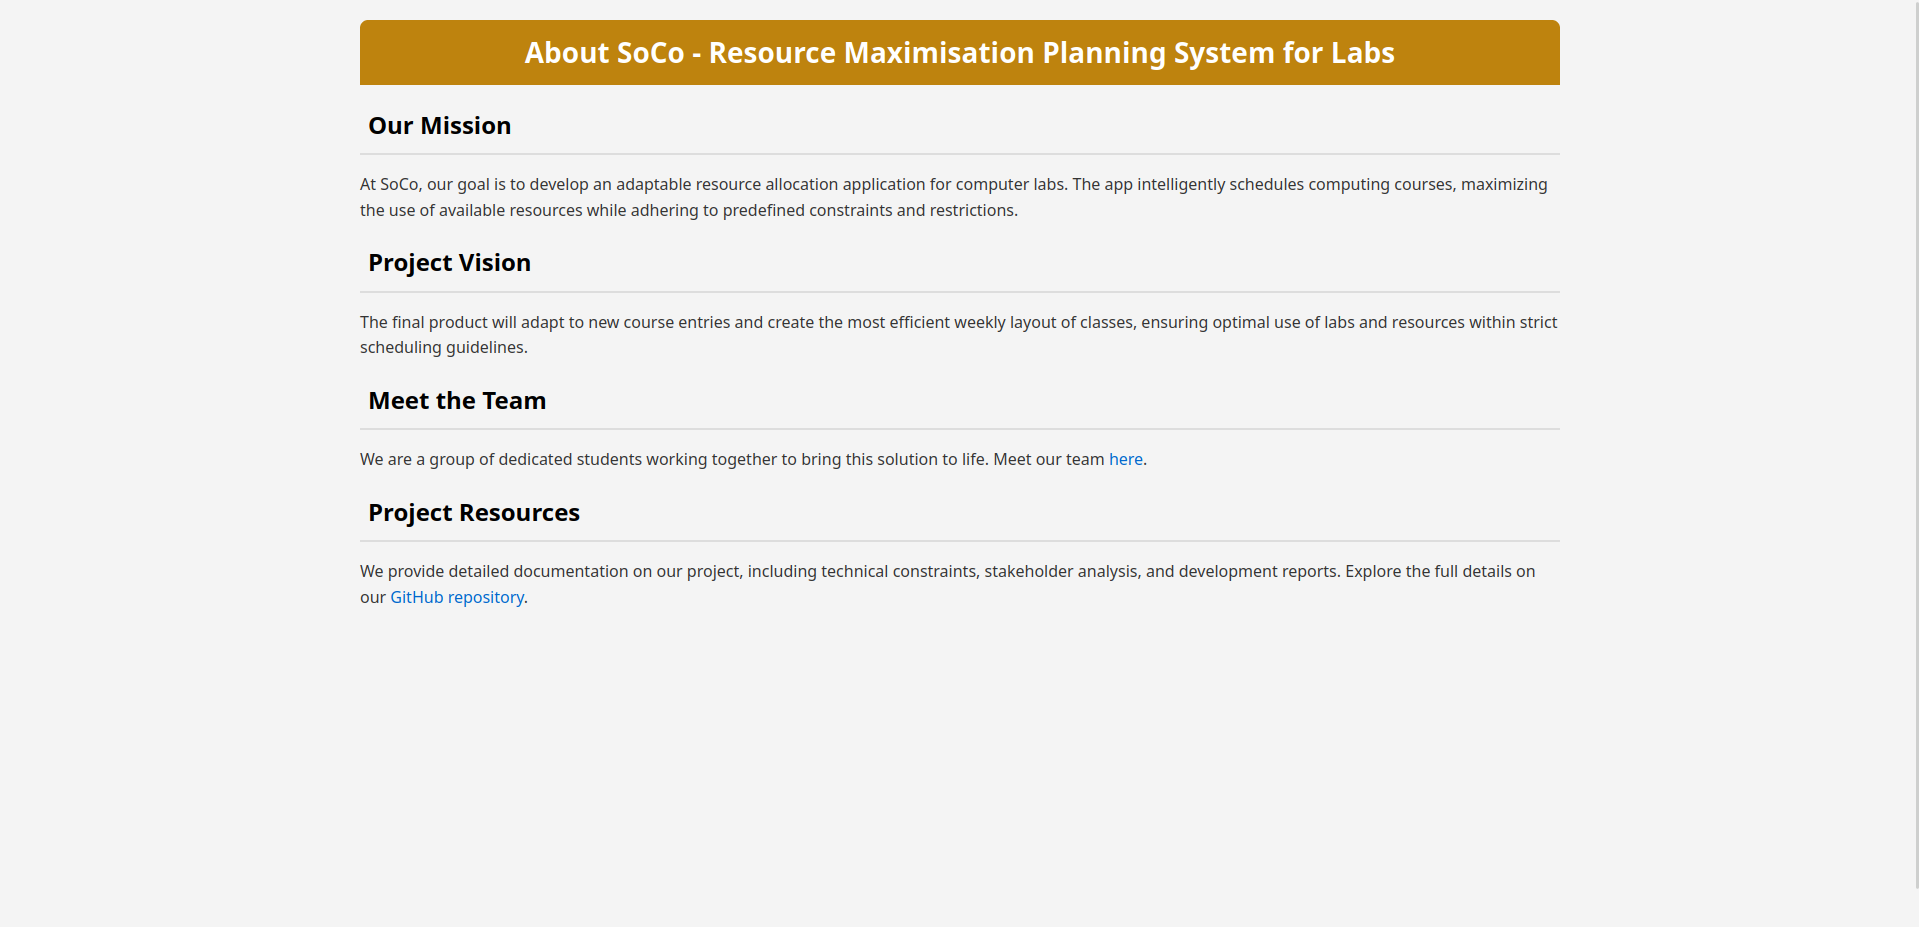 About SoCo - Resource Maximisation Planning System for Labs
Our Mission
At SoCo, our goal is to develop an adaptable resource allocation application for computer labs. The app intelligently schedules computing courses, maximizing
the use of available resources while adhering to predefined constraints and restrictions.
Project Vision
The final product will adapt to new course entries and create the most efficient weekly layout of classes, ensuring optimal use of labs and resources within strict
scheduling guidelines.
Meet the Team
We are a group of dedicated students working together to bring this solution to life. Meet our team here.
Project Resources
We provide detailed documentation on our project, including technical constraints, stakeholder analysis, and development reports. Explore the full details on
our GitHub repository.